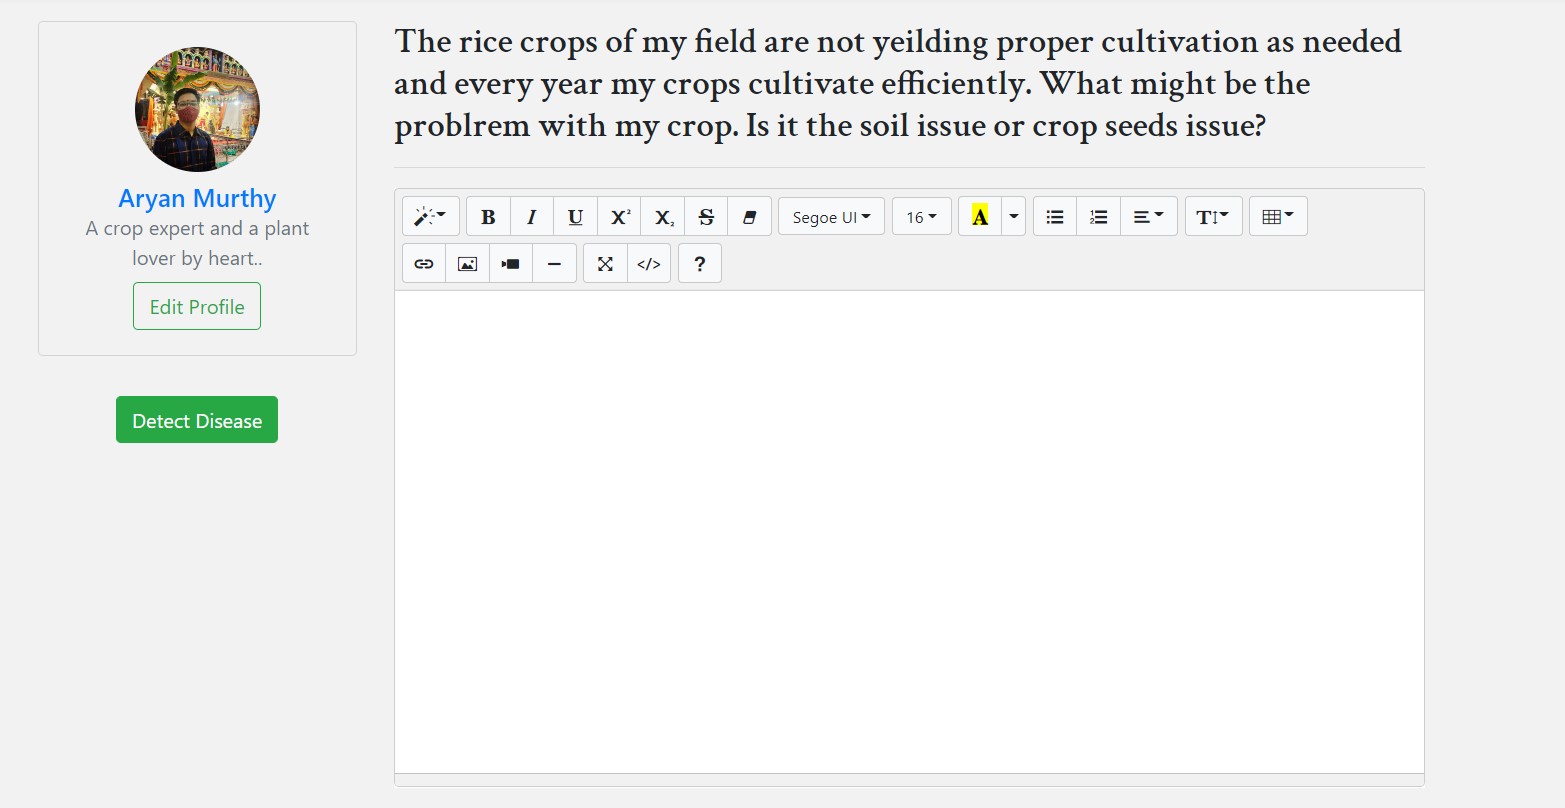 The rice crops of my field are not yeilding proper cultivation as needed
and every year my crops cultivate efficiently. What might be the
problrem with my crop. Is it the soil issue or crop seeds issue?
Aryan Murthy
A crop expert and a plant
lover by heart..
Edit Profile
Detect Disease
B I U X² X₂ S Segoe UI 16 A T
</> ?